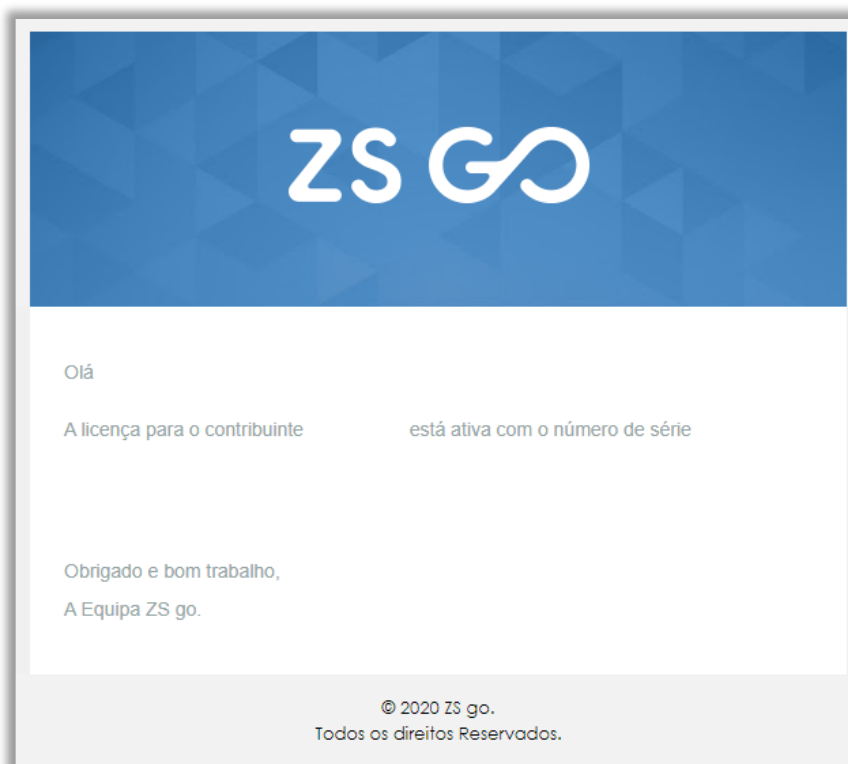 ZS GO
Olá
A licença para o contribuinte está ativa com o número de série
Obrigado e bom trabalho,
A Equipa ZS go.
© 2020 ZS go.
Todos os direitos Reservados.